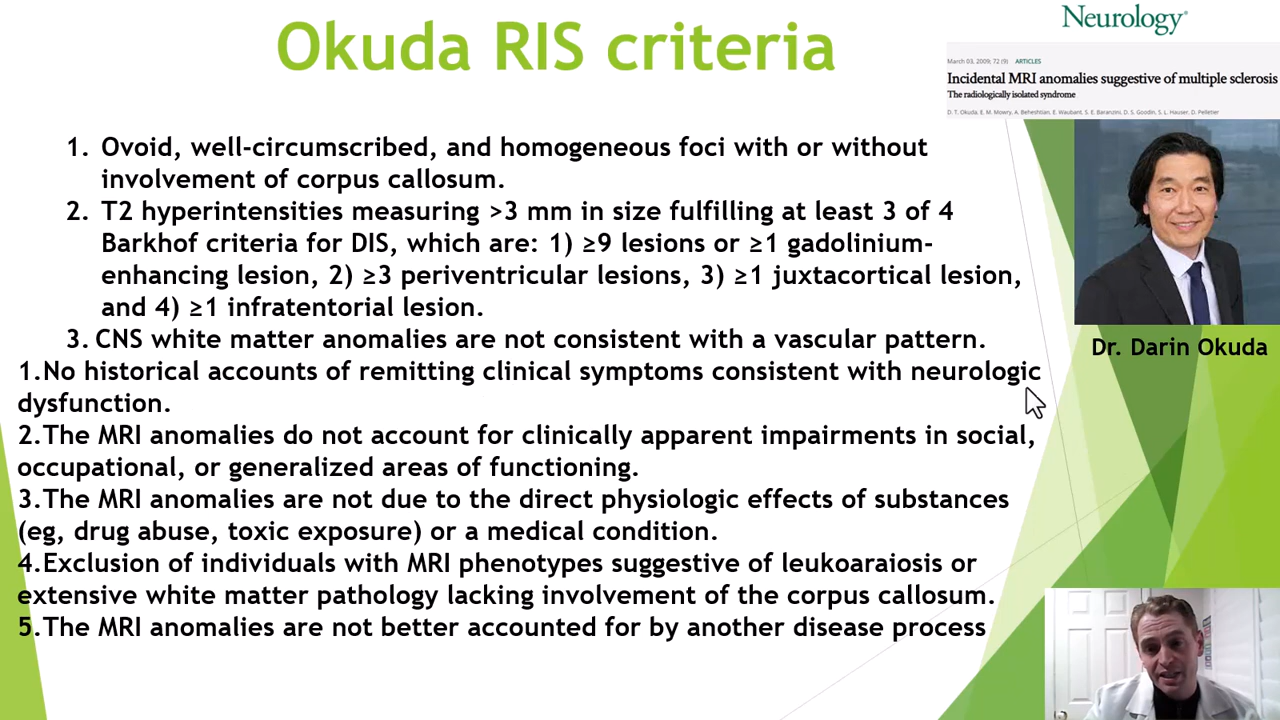 Okuda RIS criteria
Neurology
March 03, 2009; 72 (9) ARTICLES
Incidental MRI anomalies suggestive of multiple sclerosis
The radiologically isolated syndrome
D. T. Okuda, E. M. Mowry, A. Beheshtian, E. Waubant, S. E. Baranzini, D. S. Goodin, S. L. Hauser, D. Pelletier
1. Ovoid, well-circumscribed, and homogeneous foci with or without
involvement of corpus callosum.
2. T2 hyperintensities measuring >3 mm in size fulfilling at least 3 of 4
Barkhof criteria for DIS, which are: 1) ≥9 lesions or ≥1 gadolinium-
enhancing lesion, 2) ≥3 periventricular lesions, 3) ≥1 juxtacortical lesion,
and 4) ≥1 infratentorial lesion.
3. CNS white matter anomalies are not consistent with a vascular pattern.
1.No historical accounts of remitting clinical symptoms consistent with neurologic
dysfunction.
2.The MRI anomalies do not account for clinically apparent impairments in social,
occupational, or generalized areas of functioning.
3.The MRI anomalies are not due to the direct physiologic effects of substances
(eg, drug abuse, toxic exposure) or a medical condition.
4.Exclusion of individuals with MRI phenotypes suggestive of leukoaraiosis or
extensive white matter pathology lacking involvement of the corpus callosum.
5.The MRI anomalies are not better accounted for by another disease process
Dr. Darin Okuda